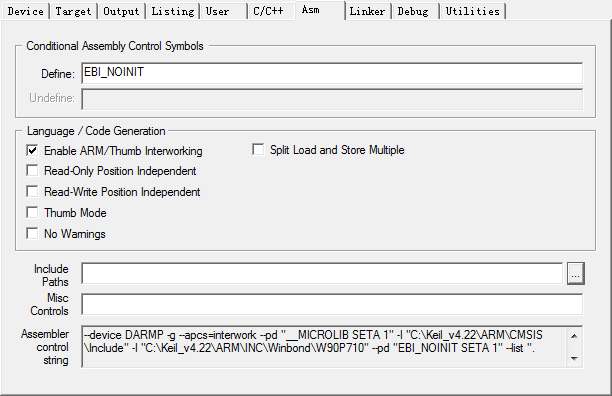 Device Target Output Listing User C/C++ Asm Linker Debug Utilities
Conditional Assembly Control Symbols
Define: EBI_NOINIT
Undefine:
Language / Code Generation
Enable ARM/Thumb Interworking Split Load and Store Multiple
Read-Only Position Independent
Read-Write Position Independent
Thumb Mode
No Warnings
Include
Paths
...
Misc
Controls
Assembler
control
string
--device DARMP -g --apcs=interwork --pd "__MICROLIB SETA 1" -I "C:\Keil_v4.22\ARM\CMSIS
\Include" -I "C:\Keil_v4.22\ARM\INC\Winbond\W90P710" --pd "EBI_NOINIT SETA 1" --list ".